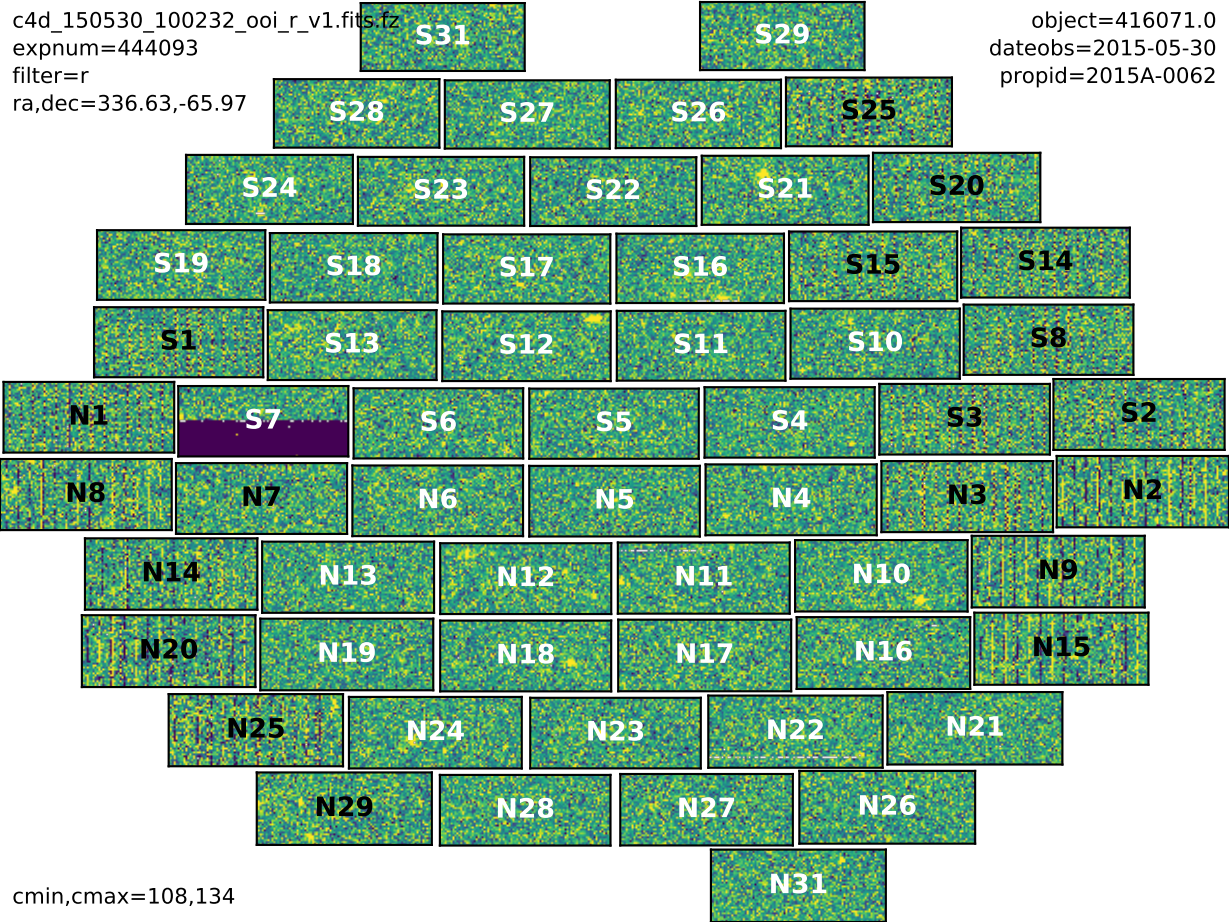 c4d_150530_100232_ooi_r_v1.fits.fz
expnum=444093
filter=r
ra,dec=336.63,-65.97
object=416071.0
dateobs=2015-05-30
propid=2015A-0062
S31 S29
S28 S27 S26 S25
S24 S23 S22 S21 S20
S19 S18 S17 S16 S15 S14
S1 S13 S12 S11 S10 S8
N1 S7 S6 S5 S4 S3 S2
N8 N7 N6 N5 N4 N3 N2
N14 N13 N12 N11 N10 N9
N20 N19 N18 N17 N16 N15
N25 N24 N23 N22 N21
N29 N28 N27 N26
N31
cmin,cmax=108,134